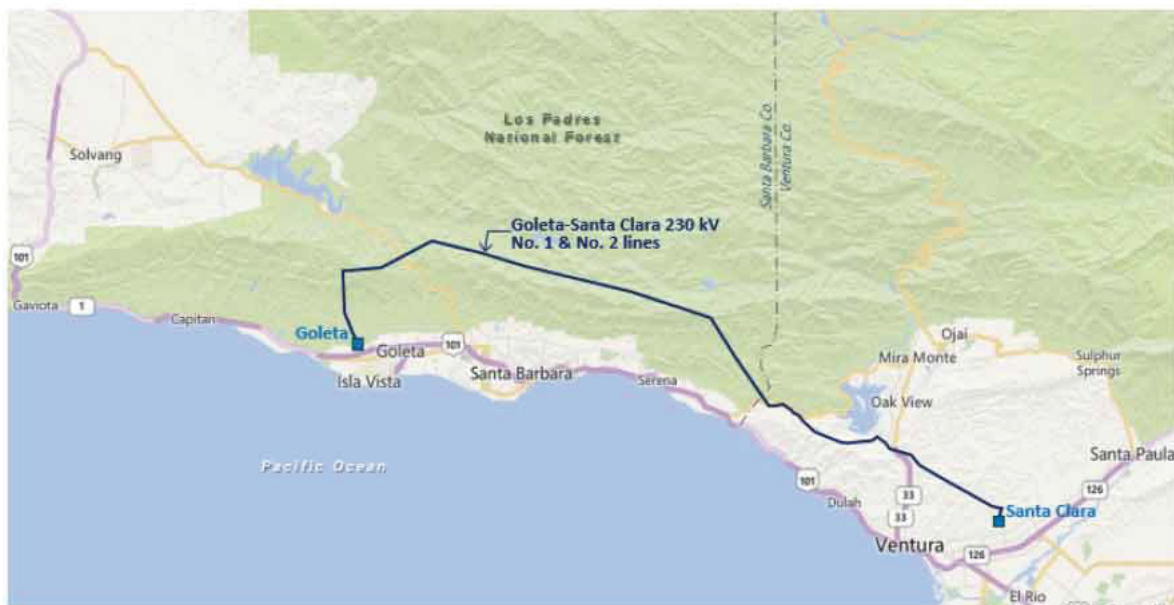 Los Padres
National Forest
Santa Barbara Co.
Ventura Co.
Solvang
Goleta-Santa Clara 230 kV
No. 1 & No. 2 lines
101
Gaviota
1
Capitan
Goleta
Goleta
101
Isla Vista
Santa Barbara
Serena
Ojai
Mira Monte
Sulphur
Springs
Oak View
Santa Paula
Pacific Ocean
101
Dulah
33
33
126
Santa Clara
Ventura
126
El Rio